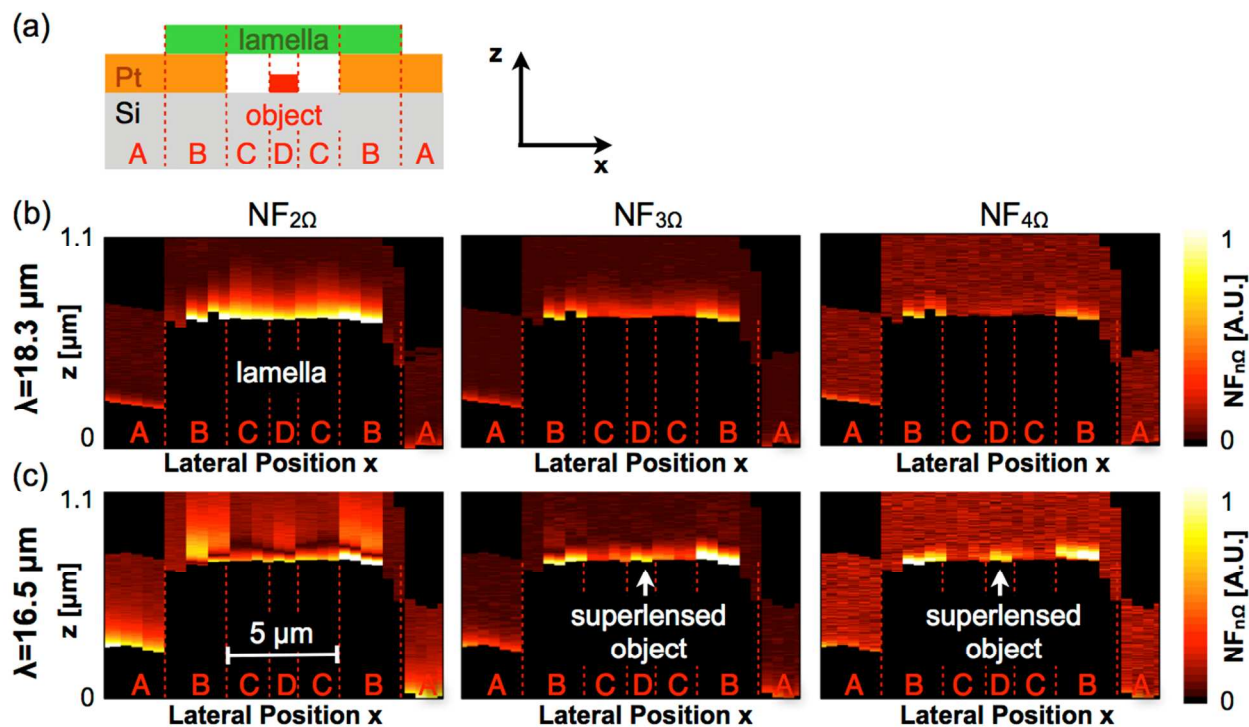 (a)
lamella
Pt
Si
object
A B C D C B A
z
x
(b)
NF2Ω NF3Ω NF4Ω
λ=18.3 µm
z [µm]
1.1
0
lamella
A B C D C B A
A B C D C B A
A B C D C B A
Lateral Position x Lateral Position x Lateral Position x
1
0
NFnΩ [A.U.]
(c)
λ=16.5 µm
z [µm]
1.1
0
5 µm
superlensed
object
superlensed
object
A B C D C B A
A B C D C B A
A B C D C B A
Lateral Position x Lateral Position x Lateral Position x
1
0
NFnΩ [A.U.]